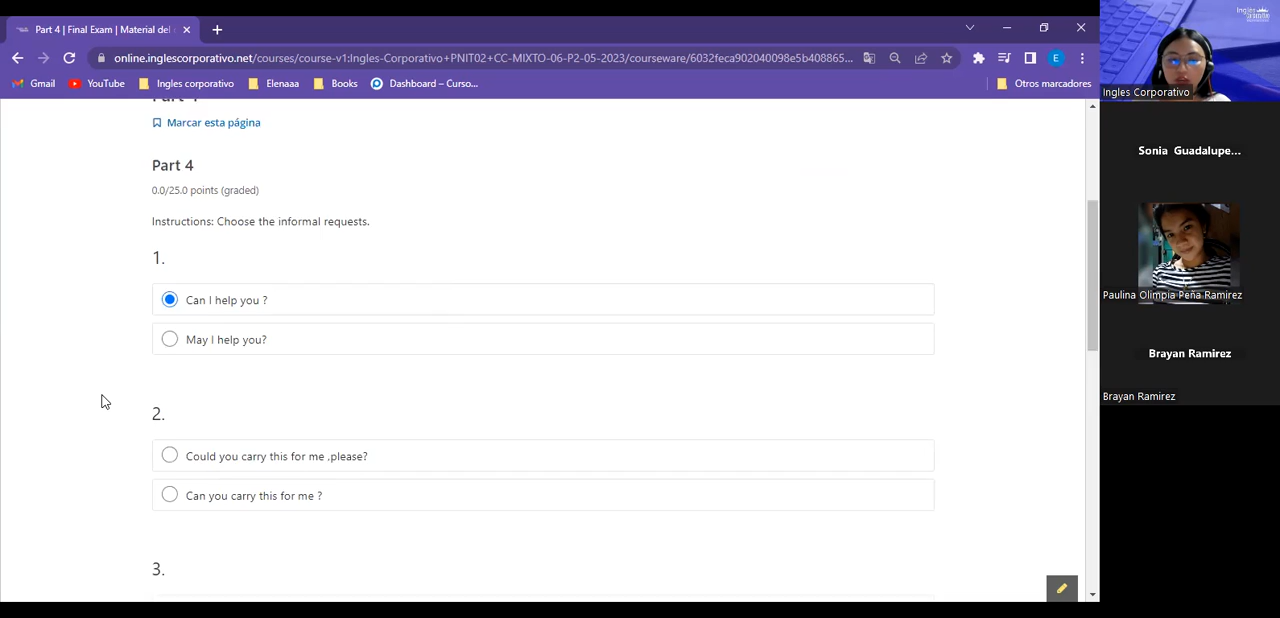 Part 4 | Final Exam | Material del
online.inglescorporativo.net/courses/course-v1:Ingles-Corporativo+PNIT02+CC-MIXTO-06-P2-05-2023/courseware/6032feca902040098e5b408865...
E
Gmail
YouTube
Ingles corporativo
Elenaaa
Books
Dashboard – Curso...
Otros marcadores
Marcar esta página
Part 4
0.0/25.0 points (graded)
Instructions: Choose the informal requests.
1.
Can I help you ?
May I help you?
2.
Could you carry this for me .please?
Can you carry this for me ?
3.
Ingles Corporativo
Sonia Guadalupe...
Paulina Olimpia Peña Ramirez
Brayan Ramirez
Brayan Ramirez